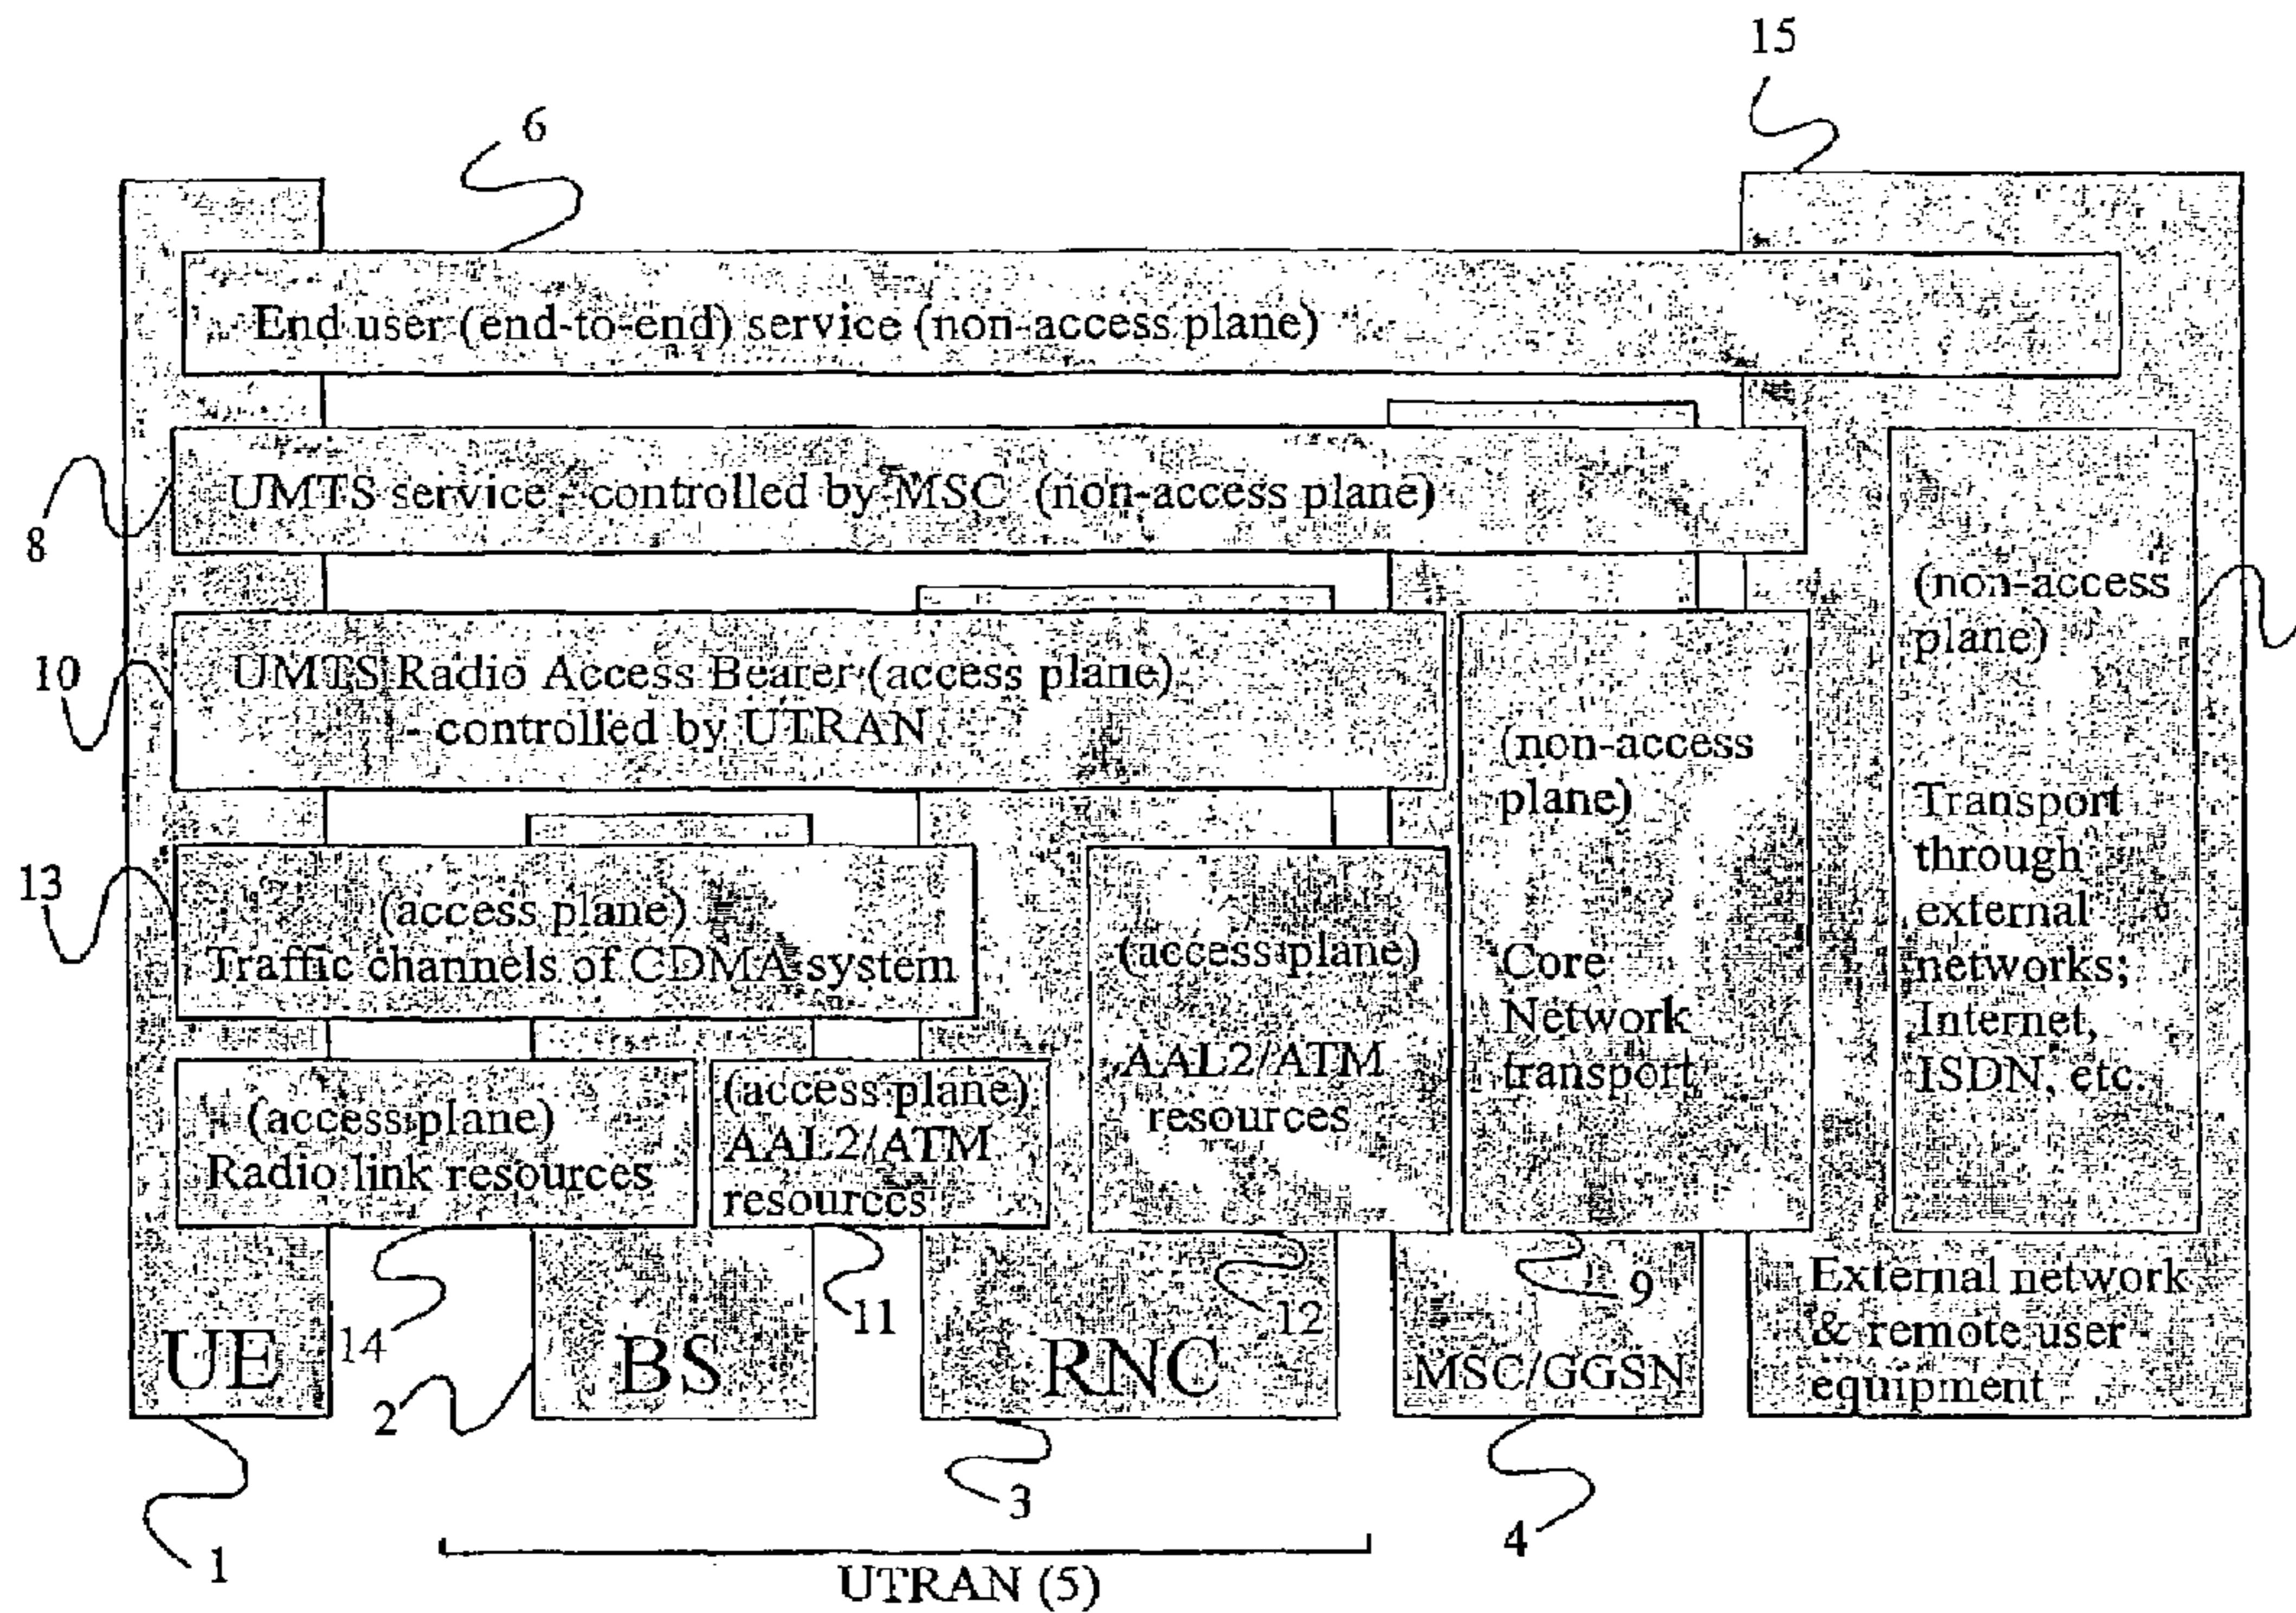 15
6
End user (end-to-end) service (non-access plane)
8
UMTS service - controlled by MSC (non-access plane)
10
UMTS Radio Access Bearer (access plane)
- controlled by UTRAN
(non-access
plane)
Transport
through
external
networks;
Internet,
ISDN, etc.
(non-access
plane)
Core
Network
transport
13
(access plane)
Traffic channels of CDMA system
(access plane)
AAL2/ATM
resources
(access plane)
Radio link resources
(access plane)
AAL2/ATM
resources
14
11
12
9
UE
BS
RNC
MSC/GGSN
External network
& remote user
equipment
2
1
3
4
UTRAN (5)